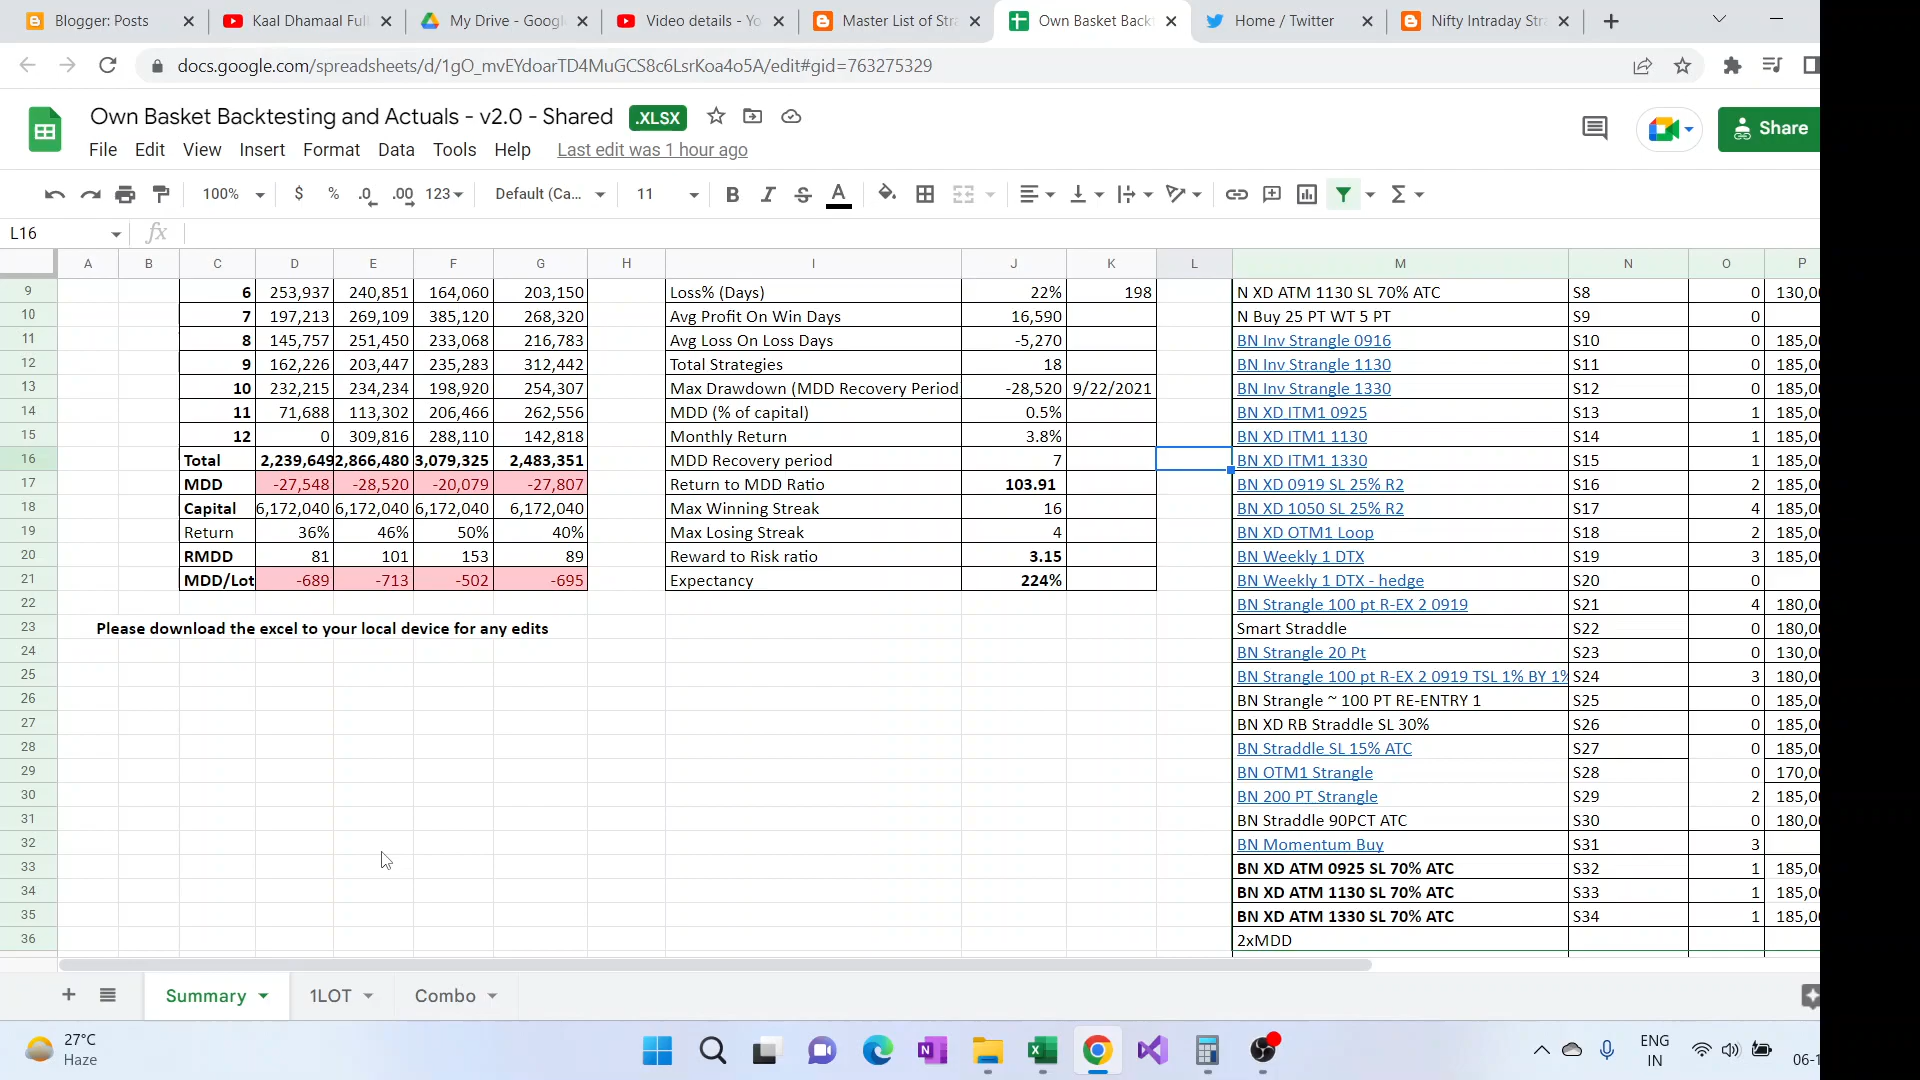 Blogger: Posts
Kaal Dhamaal Full
My Drive - Google
Video details - Yo
Master List of Stra
Own Basket Backt
Home / Twitter
Nifty Intraday Stra
docs.google.com/spreadsheets/d/1gO_mvEYdoarTD4MuGCS8c6LsrKoa4o5A/edit#gid=763275329
Own Basket Backtesting and Actuals - v2.0 - Shared .XLSX
File Edit View Insert Format Data Tools Help Last edit was 1 hour ago
Share
100% $ % .0 .00 123 Default (Ca... 11 B I S A Σ
L16 fx
A B C D E F G H I J K L M N O P
9 6 253,937 240,851 164,060 203,150 Loss% (Days) 22% 198 N XD ATM 1130 SL 70% ATC S8 0 130,0
10 7 197,213 269,109 385,120 268,320 Avg Profit On Win Days 16,590 N Buy 25 PT WT 5 PT S9 0
11 8 145,757 251,450 233,068 216,783 Avg Loss On Loss Days -5,270 BN Inv Strangle 0916 S10 0 185,0
12 9 162,226 203,447 235,283 312,442 Total Strategies 18 BN Inv Strangle 1130 S11 0 185,0
13 10 232,215 234,234 198,920 254,307 Max Drawdown (MDD Recovery Period -28,520 9/22/2021 BN Inv Strangle 1330 S12 0 185,0
14 11 71,688 113,302 206,466 262,556 MDD (% of capital) 0.5% BN XD ITM1 0925 S13 1 185,0
15 12 0 309,816 288,110 142,818 Monthly Return 3.8% BN XD ITM1 1130 S14 1 185,0
16 Total 2,239,649 2,866,480 3,079,325 2,483,351 MDD Recovery period 7 BN XD ITM1 1330 S15 1 185,0
17 MDD -27,548 -28,520 -20,079 -27,807 Return to MDD Ratio 103.91 BN XD 0919 SL 25% R2 S16 2 185,0
18 Capital 6,172,040 6,172,040 6,172,040 6,172,040 Max Winning Streak 16 BN XD 1050 SL 25% R2 S17 4 185,0
19 Return 36% 46% 50% 40% Max Losing Streak 4 BN XD OTM1 Loop S18 2 185,0
20 RMDD 81 101 153 89 Reward to Risk ratio 3.15 BN Weekly 1 DTX S19 3 185,0
21 MDD/Lot -689 -713 -502 -695 Expectancy 224% BN Weekly 1 DTX - hedge S20 0
22 BN Strangle 100 pt R-EX 2 0919 S21 4 180,0
23 Please download the excel to your local device for any edits Smart Straddle S22 0 180,0
24 BN Strangle 20 Pt S23 0 130,0
25 BN Strangle 100 pt R-EX 2 0919 TSL 1% BY 1% S24 3 180,0
26 BN Strangle ~ 100 PT RE-ENTRY 1 S25 0 185,0
27 BN XD RB Straddle SL 30% S26 0 185,0
28 BN Straddle SL 15% ATC S27 0 185,0
29 BN OTM1 Strangle S28 0 170,0
30 BN 200 PT Strangle S29 2 185,0
31 BN Straddle 90PCT ATC S30 0 180,0
32 BN Momentum Buy S31 3
33 BN XD ATM 0925 SL 70% ATC S32 1 185,0
34 BN XD ATM 1130 SL 70% ATC S33 1 185,0
35 BN XD ATM 1330 SL 70% ATC S34 1 185,0
36 2xMDD
Summary 1LOT Combo
27°C
Haze
ENG
IN
06-1